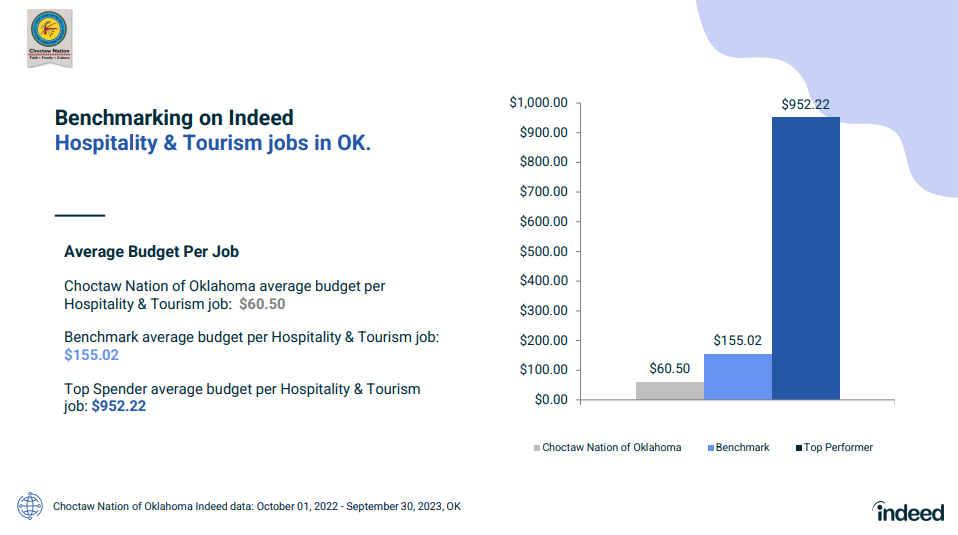 Choctaw Nation
Faith • Family • Culture
Benchmarking on Indeed
Hospitality & Tourism jobs in OK.
Average Budget Per Job
Choctaw Nation of Oklahoma average budget per
Hospitality & Tourism job: $60.50
Benchmark average budget per Hospitality & Tourism job:
$155.02
Top Spender average budget per Hospitality & Tourism
job: $952.22
$1,000.00
$900.00
$800.00
$700.00
$600.00
$500.00
$400.00
$300.00
$200.00
$100.00
$0.00
$60.50
$155.02
$952.22
Choctaw Nation of Oklahoma
Benchmark
Top Performer
Choctaw Nation of Oklahoma Indeed data: October 01, 2022 - September 30, 2023, OK
indeed